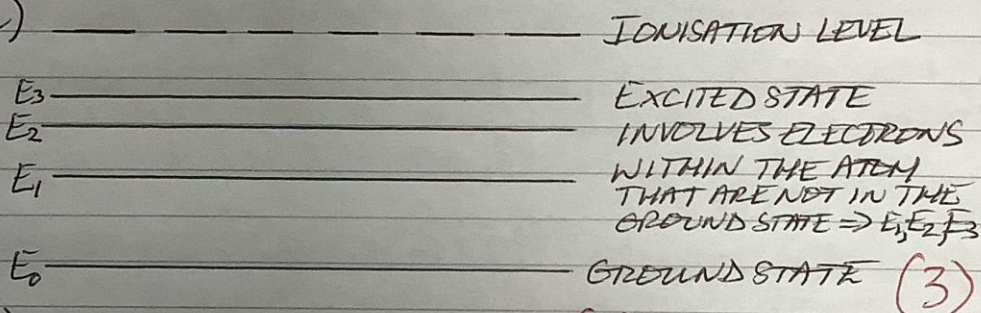 ) IONISATION LEVEL
E3 EXCITED STATE
E2 INVOLVES ELECTRONS
E1 WITHIN THE ATOM
THAT ARE NOT IN THE
GROUND STATE ⇒ E1, E2, E3
E0 GROUND STATE (3)